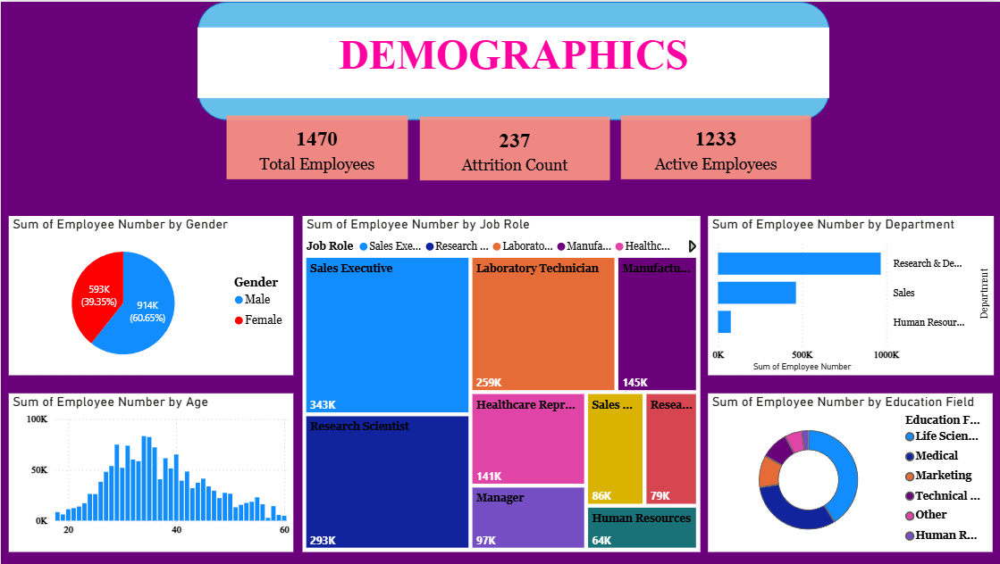 DEMOGRAPHICS
1470
Total Employees
237
Attrition Count
1233
Active Employees
Sum of Employee Number by Gender
593K
(39.35%)
914K
(60.65%)
Gender
Male
Female
Sum of Employee Number by Job Role
Job Role Sales Exe... Research ... Laborato... Manufa... Healthc...
Sales Executive
343K
Research Scientist
293K
Laboratory Technician
259K
Manufactu...
145K
Healthcare Repr...
141K
Manager
97K
Sales ...
86K
Resea...
79K
Human Resources
64K
Sum of Employee Number by Department
Research & De...
Sales
Human Resour...
Department
0K 500K 1000K
Sum of Employee Number
Sum of Employee Number by Age
100K
50K
0K
20 40 60
Sum of Employee Number by Education Field
Education F...
Life Scien...
Medical
Marketing
Technical ...
Other
Human R...